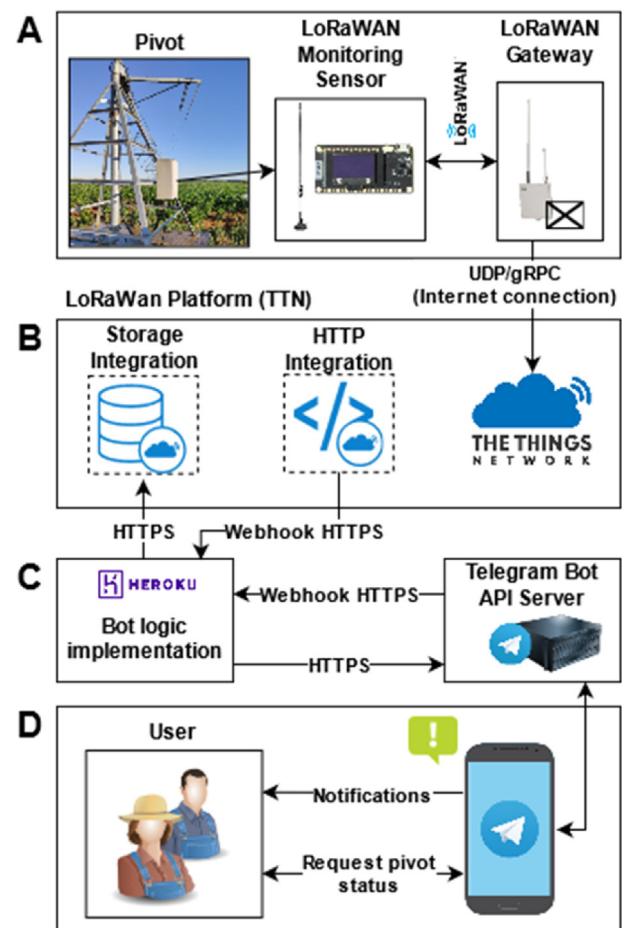 A
Pivot
LoRaWAN
Monitoring
Sensor
LoRaWAN
LoRaWAN
Gateway
UDP/gRPC
(Internet connection)
LoRaWan Platform (TTN)
B
Storage
Integration
HTTP
Integration
</>
THE THINGS
NETWORK
HTTPS
Webhook HTTPS
C
HEROKU
Bot logic
implementation
Webhook HTTPS
HTTPS
Telegram Bot
API Server
D
User
!
Notifications
Request pivot
status